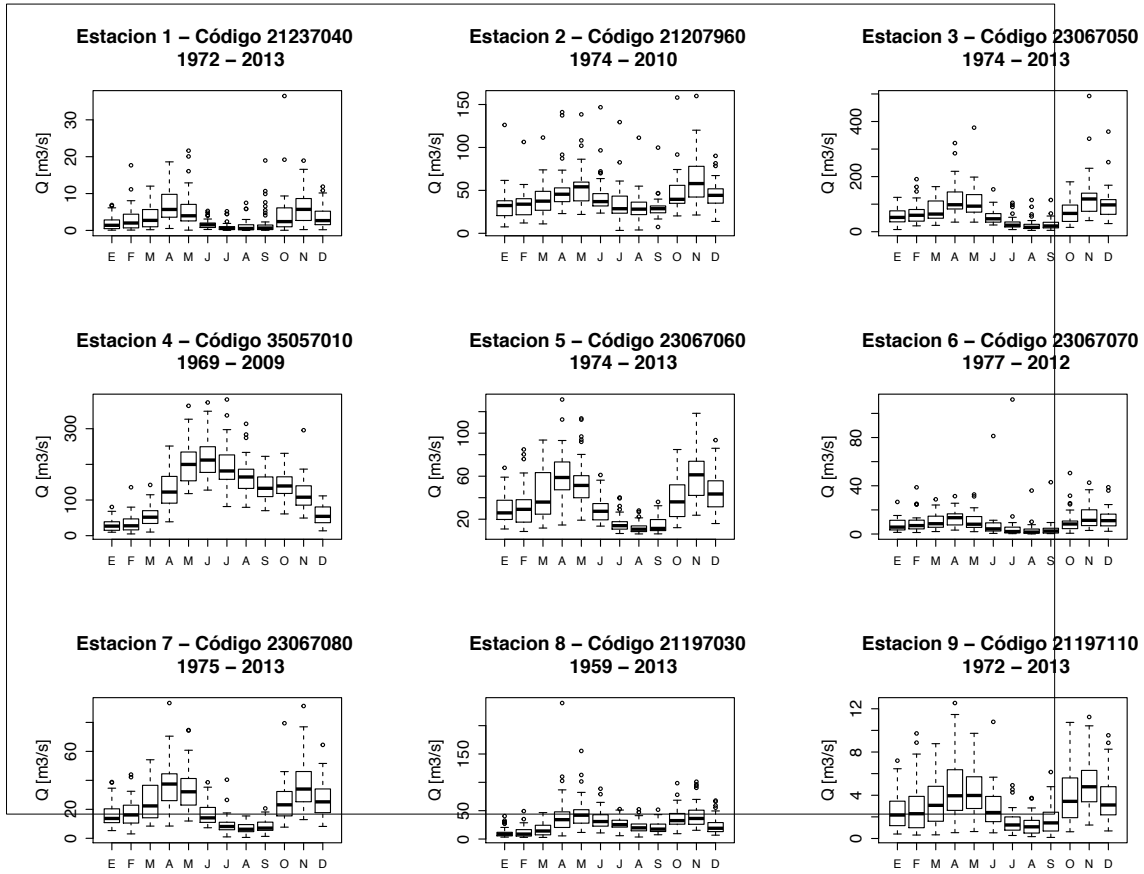 Estacion 1 – Código 21237040
1972 – 2013
Q [m3/s]
30
20
10
0
E F M A M J J A S O N D
Estacion 2 – Código 21207960
1974 – 2010
Q [m3/s]
150
100
50
0
E F M A M J J A S O N D
Estacion 3 – Código 23067050
1974 – 2013
Q [m3/s]
400
200
0
E F M A M J J A S O N D
Estacion 4 – Código 35057010
1969 – 2009
Q [m3/s]
300
100
0
E F M A M J J A S O N D
Estacion 5 – Código 23067060
1974 – 2013
Q [m3/s]
100
60
20
E F M A M J J A S O N D
Estacion 6 – Código 23067070
1977 – 2012
Q [m3/s]
80
40
0
E F M A M J J A S O N D
Estacion 7 – Código 23067080
1975 – 2013
Q [m3/s]
60
40
20
0
E F M A M J J A S O N D
Estacion 8 – Código 21197030
1959 – 2013
Q [m3/s]
150
50
0
E F M A M J J A S O N D
Estacion 9 – Código 21197110
1972 – 2013
Q [m3/s]
12
8
4
0
E F M A M J J A S O N D